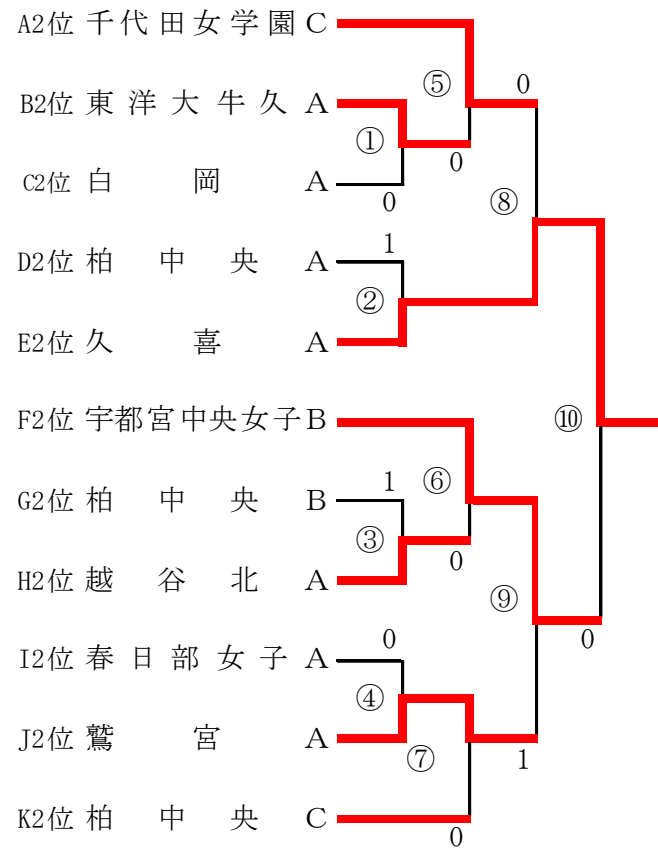 A2位 千代田女学園 C
⑤ 0
B2位 東洋大牛久 A
① 0
C2位 白岡 A
0 ⑧
D2位 柏中央 A
1
②
E2位 久喜 A
F2位 宇都宮中央女子 B
⑩
G2位 柏中央 B
1 ⑥
③ 0
H2位 越谷北 A
⑨
I2位 春日部女子 A
0 0
④
J2位 鷲宮 A
⑦ 1
K2位 柏中央 C
0